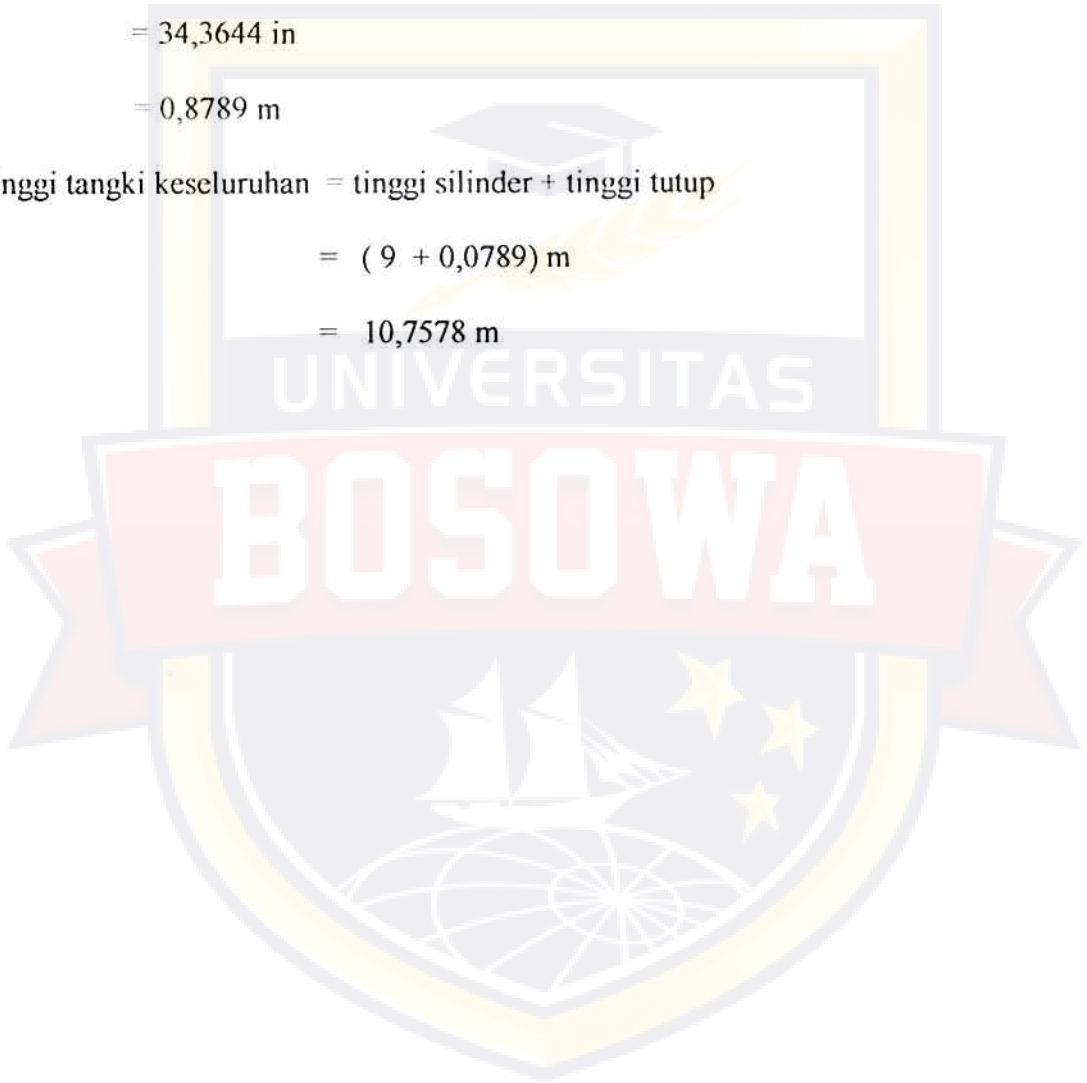 = 34,3644 in
= 0,8789 m
nggi tangki keseluruhan = tinggi silinder + tinggi tutup
= ( 9 + 0,0789) m
= 10,7578 m
UNIVERSITAS
BOSOWA